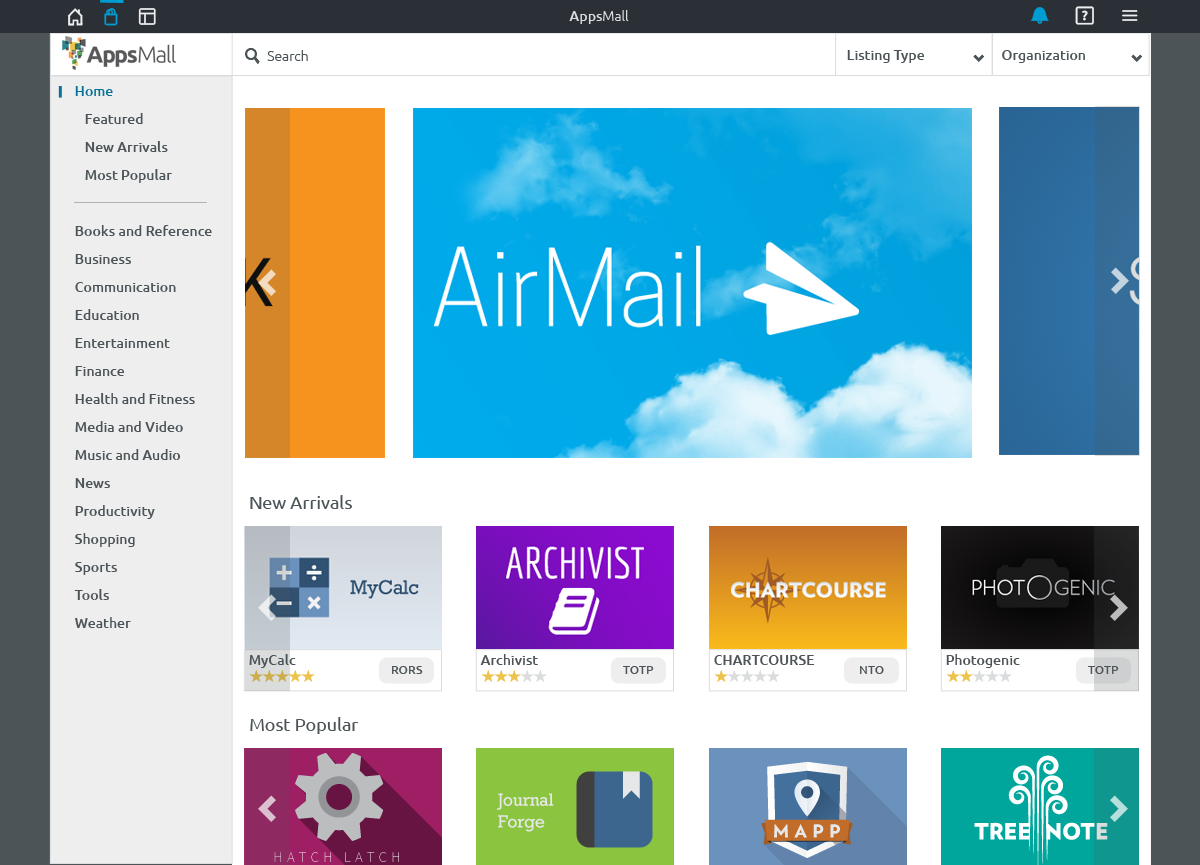 AppsMall
?
AppsMall
Search
Listing Type
Organization
Home
Featured
New Arrivals
Most Popular
Books and Reference
Business
Communication
Education
Entertainment
Finance
Health and Fitness
Media and Video
Music and Audio
News
Productivity
Shopping
Sports
Tools
Weather
AirMail
New Arrivals
MyCalc
ARCHIVIST
CHARTCOURSE
PHOTOGENIC
MyCalc
RORS
Archivist
TOTP
CHARTCOURSE
NTO
Photogenic
TOTP
Most Popular
HATCH LATCH
Journal
Forge
MAPP
TREE NOTE